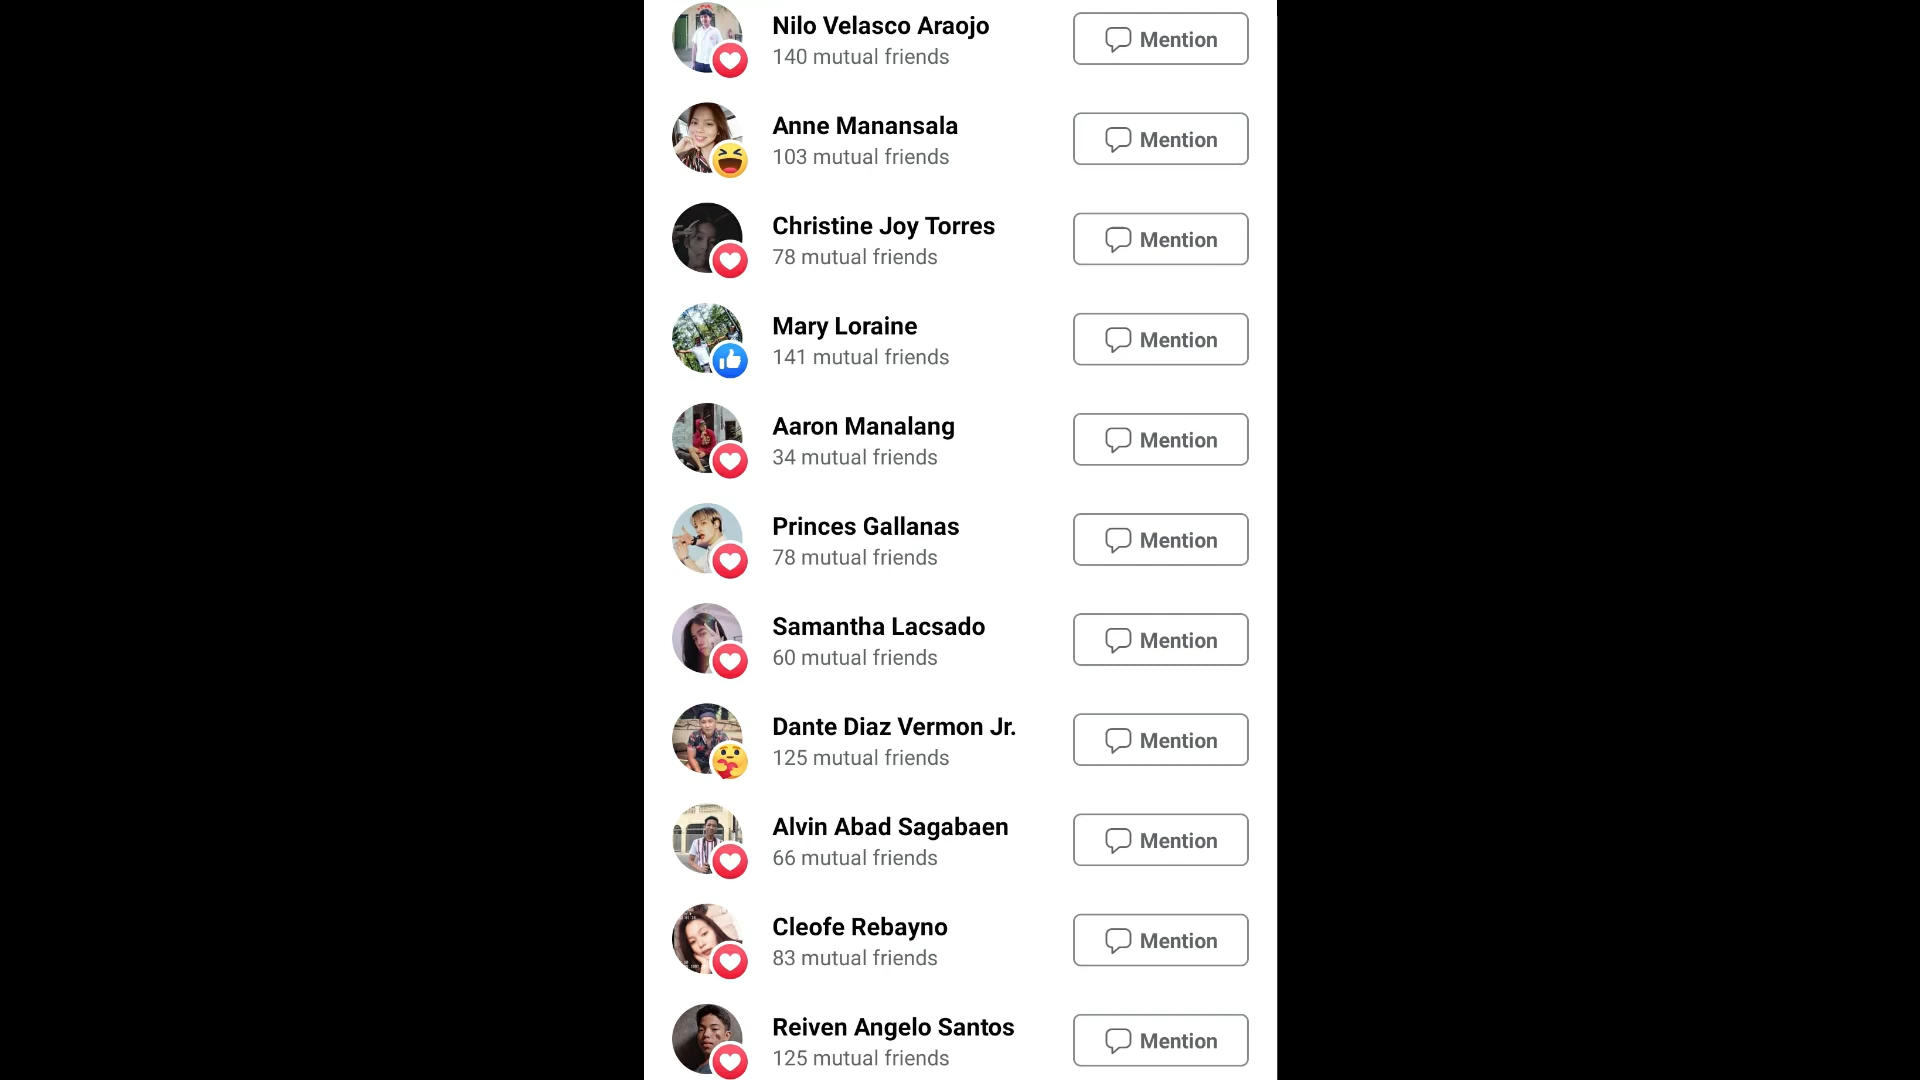 Nilo Velasco Araojo
140 mutual friends
Mention
Anne Manansala
103 mutual friends
Mention
Christine Joy Torres
78 mutual friends
Mention
Mary Loraine
141 mutual friends
Mention
Aaron Manalang
34 mutual friends
Mention
Princes Gallanas
78 mutual friends
Mention
Samantha Lacsado
60 mutual friends
Mention
Dante Diaz Vermon Jr.
125 mutual friends
Mention
Alvin Abad Sagabaen
66 mutual friends
Mention
Cleofe Rebayno
83 mutual friends
Mention
Reiven Angelo Santos
125 mutual friends
Mention